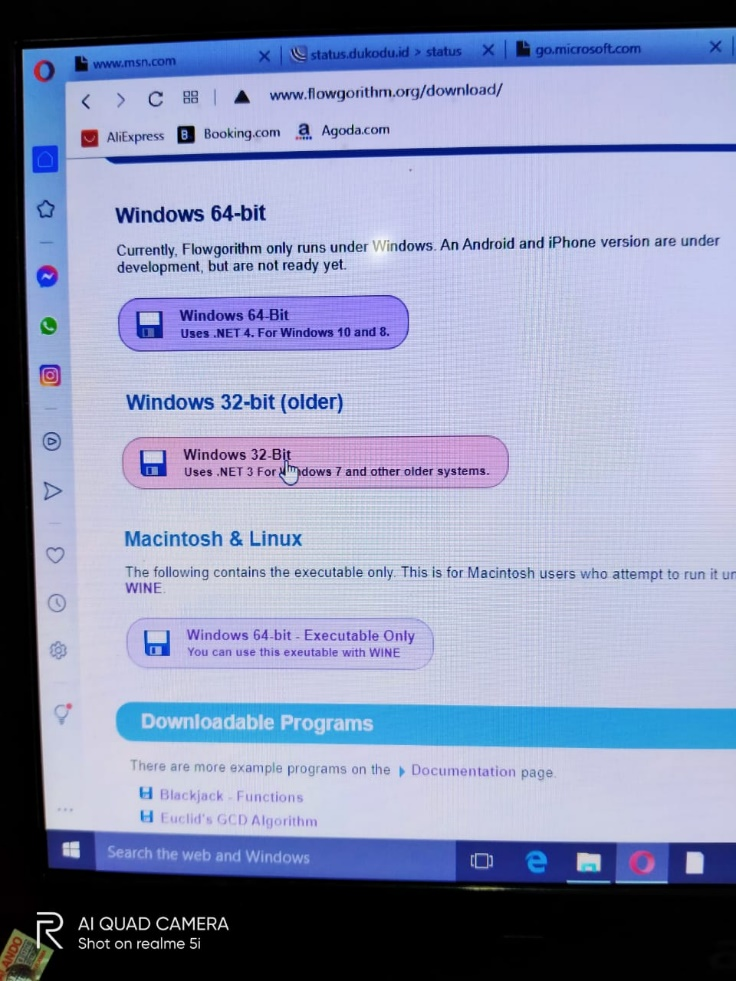 www.msn.com
status.dukodu.id > status
go.microsoft.com
www.flowgorithm.org/download/
AliExpress
B Booking.com
a Agoda.com
Windows 64-bit
Currently, Flowgorithm only runs under Windows. An Android and iPhone version are under
development, but are not ready yet.
Windows 64-Bit
Uses .NET 4. For Windows 10 and 8.
Windows 32-bit (older)
Windows 32-Bit
Uses .NET 3 For Windows 7 and other older systems.
Macintosh & Linux
The following contains the executable only. This is for Macintosh users who attempt to run it un
WINE.
Windows 64-bit - Executable Only
You can use this exeutable with WINE
Downloadable Programs
There are more example programs on the Documentation page.
Blackjack - Functions
Euclid's GCD Algorithm
Search the web and Windows
R AI QUAD CAMERA
Shot on realme 5i